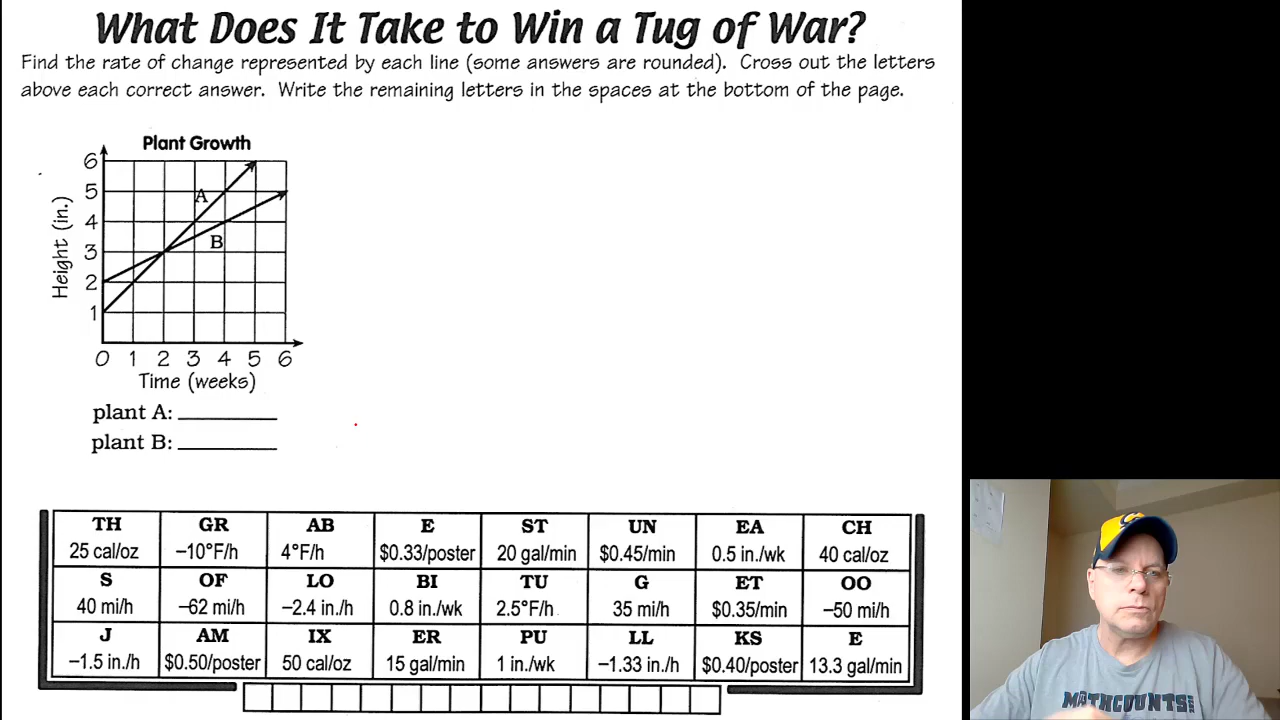 What Does It Take to Win a Tug of War?
Find the rate of change represented by each line (some answers are rounded). Cross out the letters
above each correct answer. Write the remaining letters in the spaces at the bottom of the page.
Plant Growth
6
5
4
3
2
1
Height (in.)
A
B
0 1 2 3 4 5 6
Time (weeks)
plant A: __________
plant B: __________
TH GR AB E ST UN EA CH
25 cal/oz –10°F/h 4°F/h $0.33/poster 20 gal/min $0.45/min 0.5 in./wk 40 cal/oz
S OF LO BI TU G ET OO
40 mi/h –62 mi/h –2.4 in./h 0.8 in./wk 2.5°F/h 35 mi/h $0.35/min –50 mi/h
J AM IX ER PU LL KS E
–1.5 in./h $0.50/poster 50 cal/oz 15 gal/min 1 in./wk –1.33 in./h $0.40/poster 13.3 gal/min
MATHCOUNTS